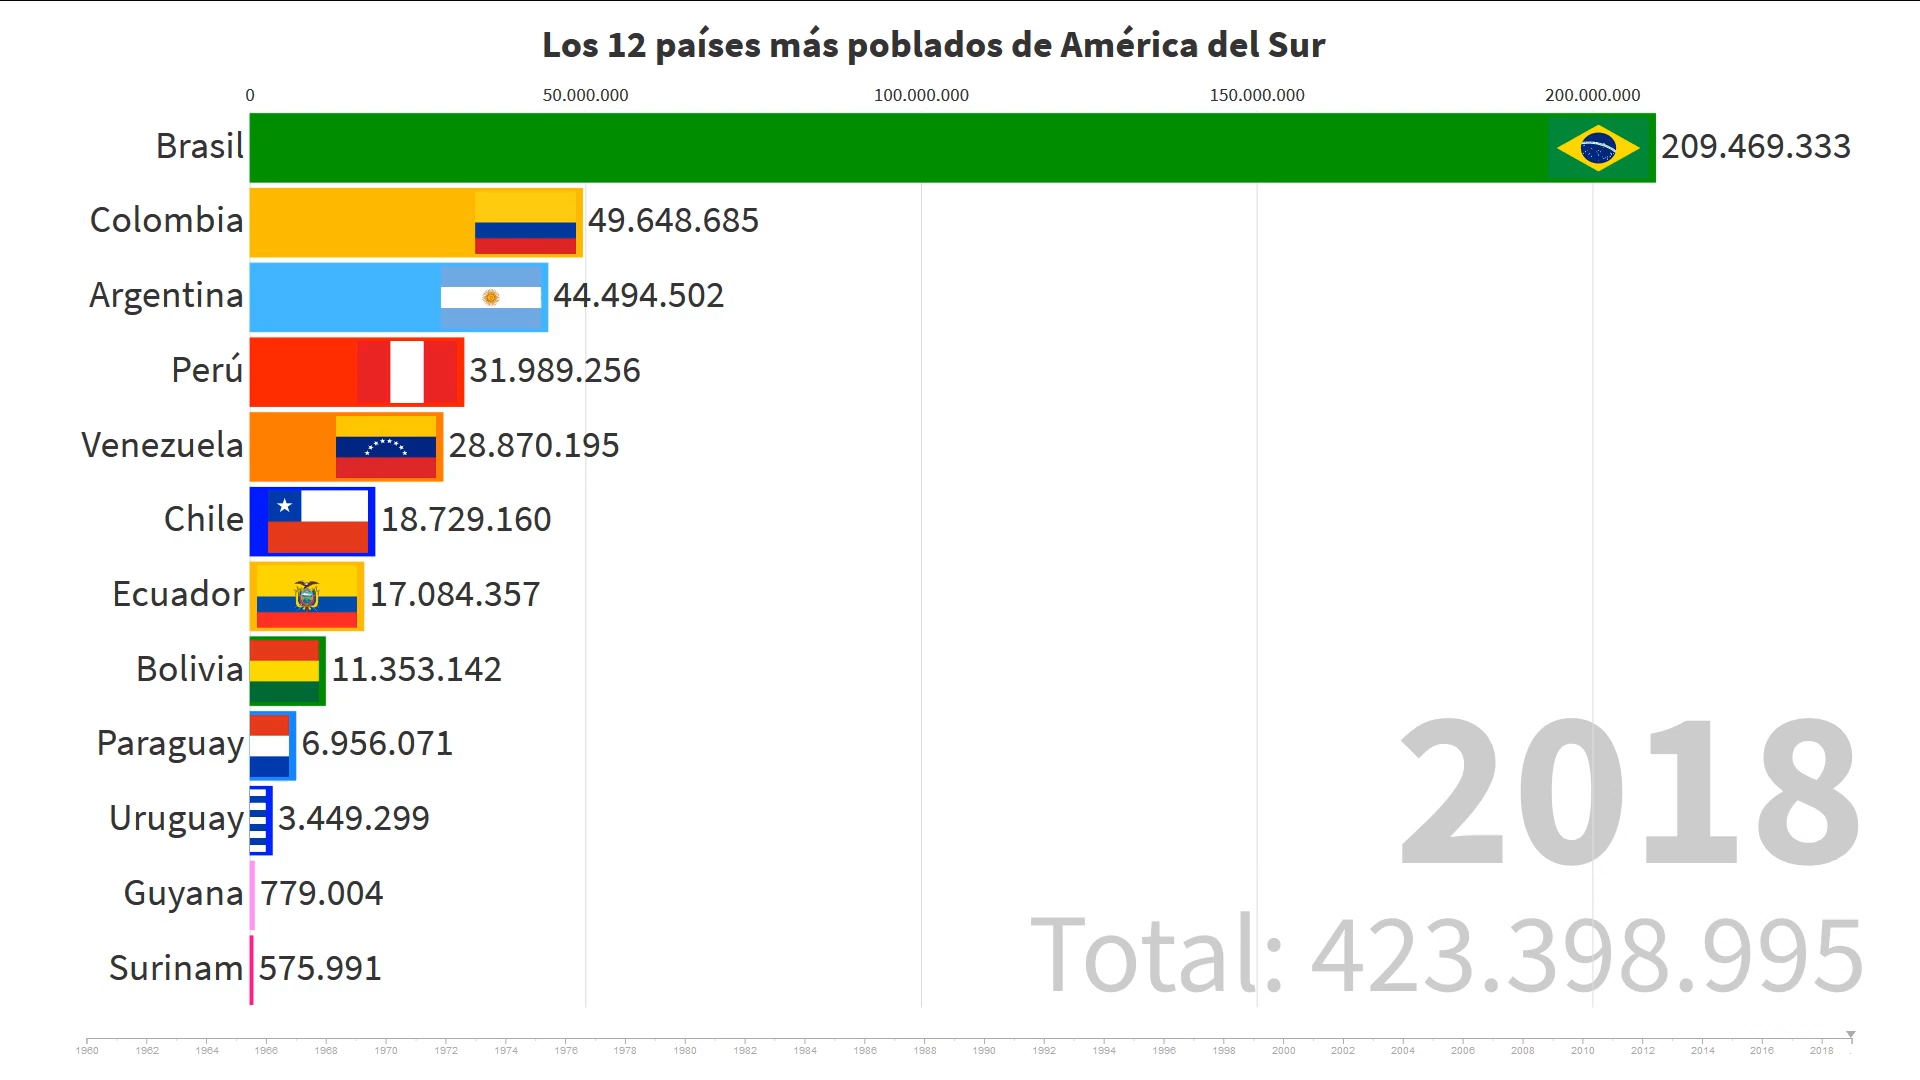 Los 12 países más poblados de América del Sur
0 50.000.000 100.000.000 150.000.000 200.000.000
Brasil 209.469.333
Colombia 49.648.685
Argentina 44.494.502
Perú 31.989.256
Venezuela 28.870.195
Chile 18.729.160
Ecuador 17.084.357
Bolivia 11.353.142
Paraguay 6.956.071
2018
Uruguay 3.449.299
Guyana 779.004
Total: 423.398.995
Surinam 575.991
1960 1962 1964 1966 1968 1970 1972 1974 1976 1978 1980 1982 1984 1986 1988 1990 1992 1994 1996 1998 2000 2002 2004 2006 2008 2010 2012 2014 2016 2018